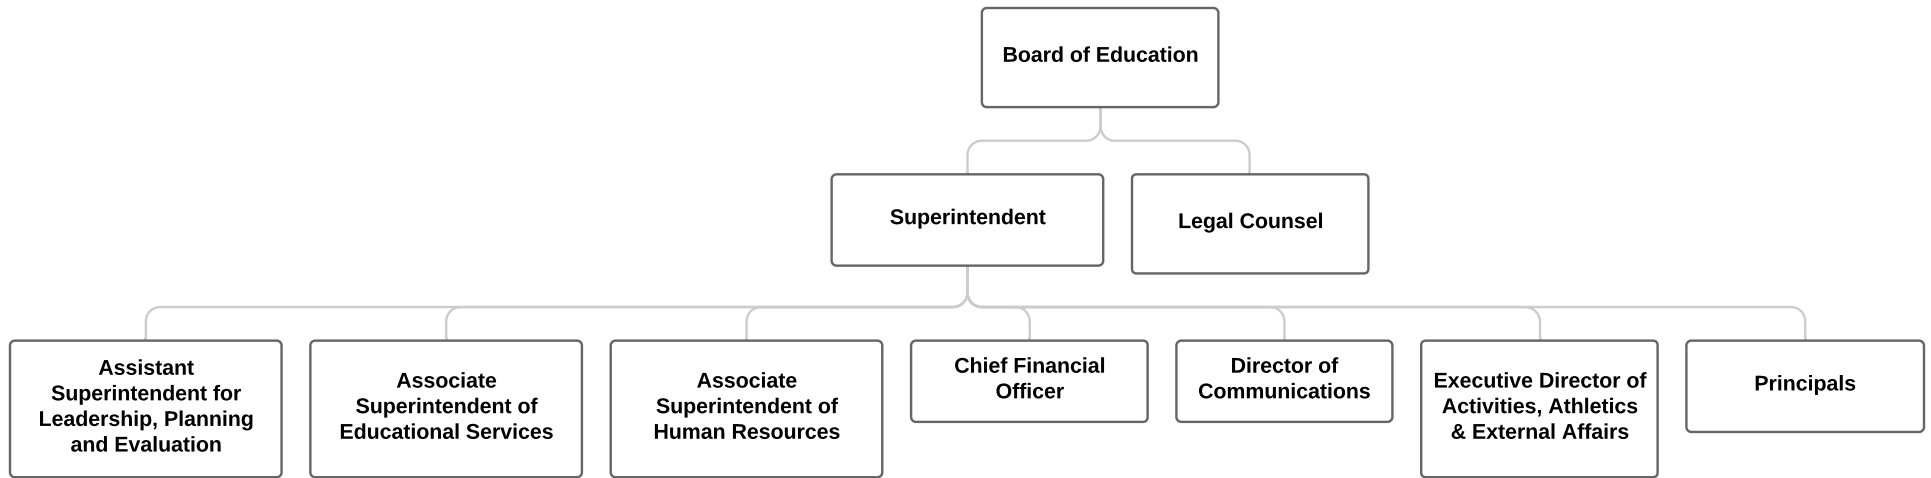 Board of Education
Superintendent
Legal Counsel
Assistant
Superintendent for
Leadership, Planning
and Evaluation
Associate
Superintendent of
Educational Services
Associate
Superintendent of
Human Resources
Chief Financial
Officer
Director of
Communications
Executive Director of
Activities, Athletics
& External Affairs
Principals